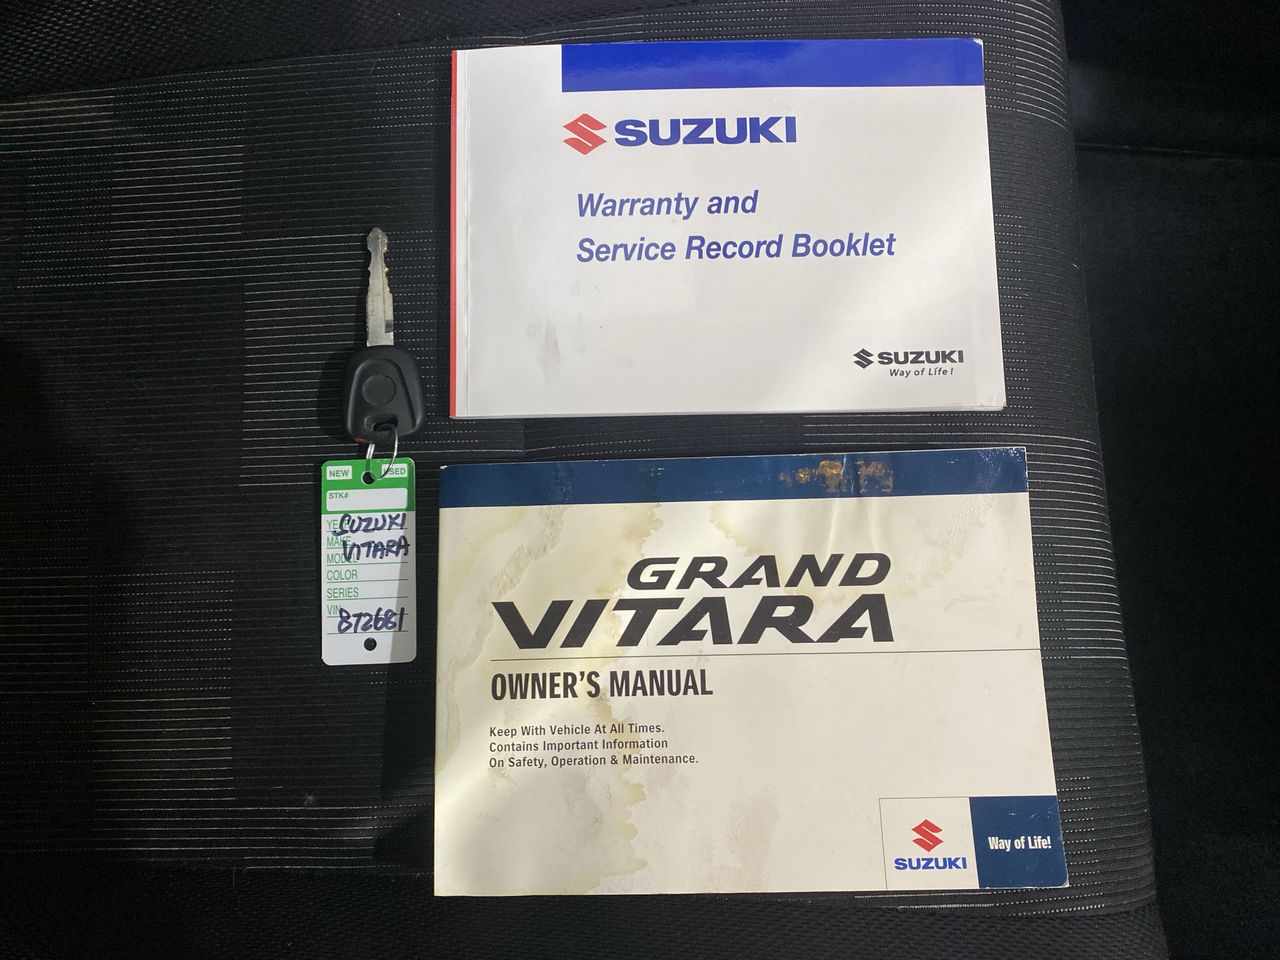 SUZUKI
Warranty and
Service Record Booklet
SUZUKI
Way of Life!
NEW
USED
STK#
YEAR
SUZUKI
MAKE
VITARA
MODEL
COLOR
SERIES
VIN
872681
GRAND
VITARA
OWNER'S MANUAL
Keep With Vehicle At All Times.
Contains Important Information
On Safety, Operation & Maintenance.
SUZUKI
Way of Life!